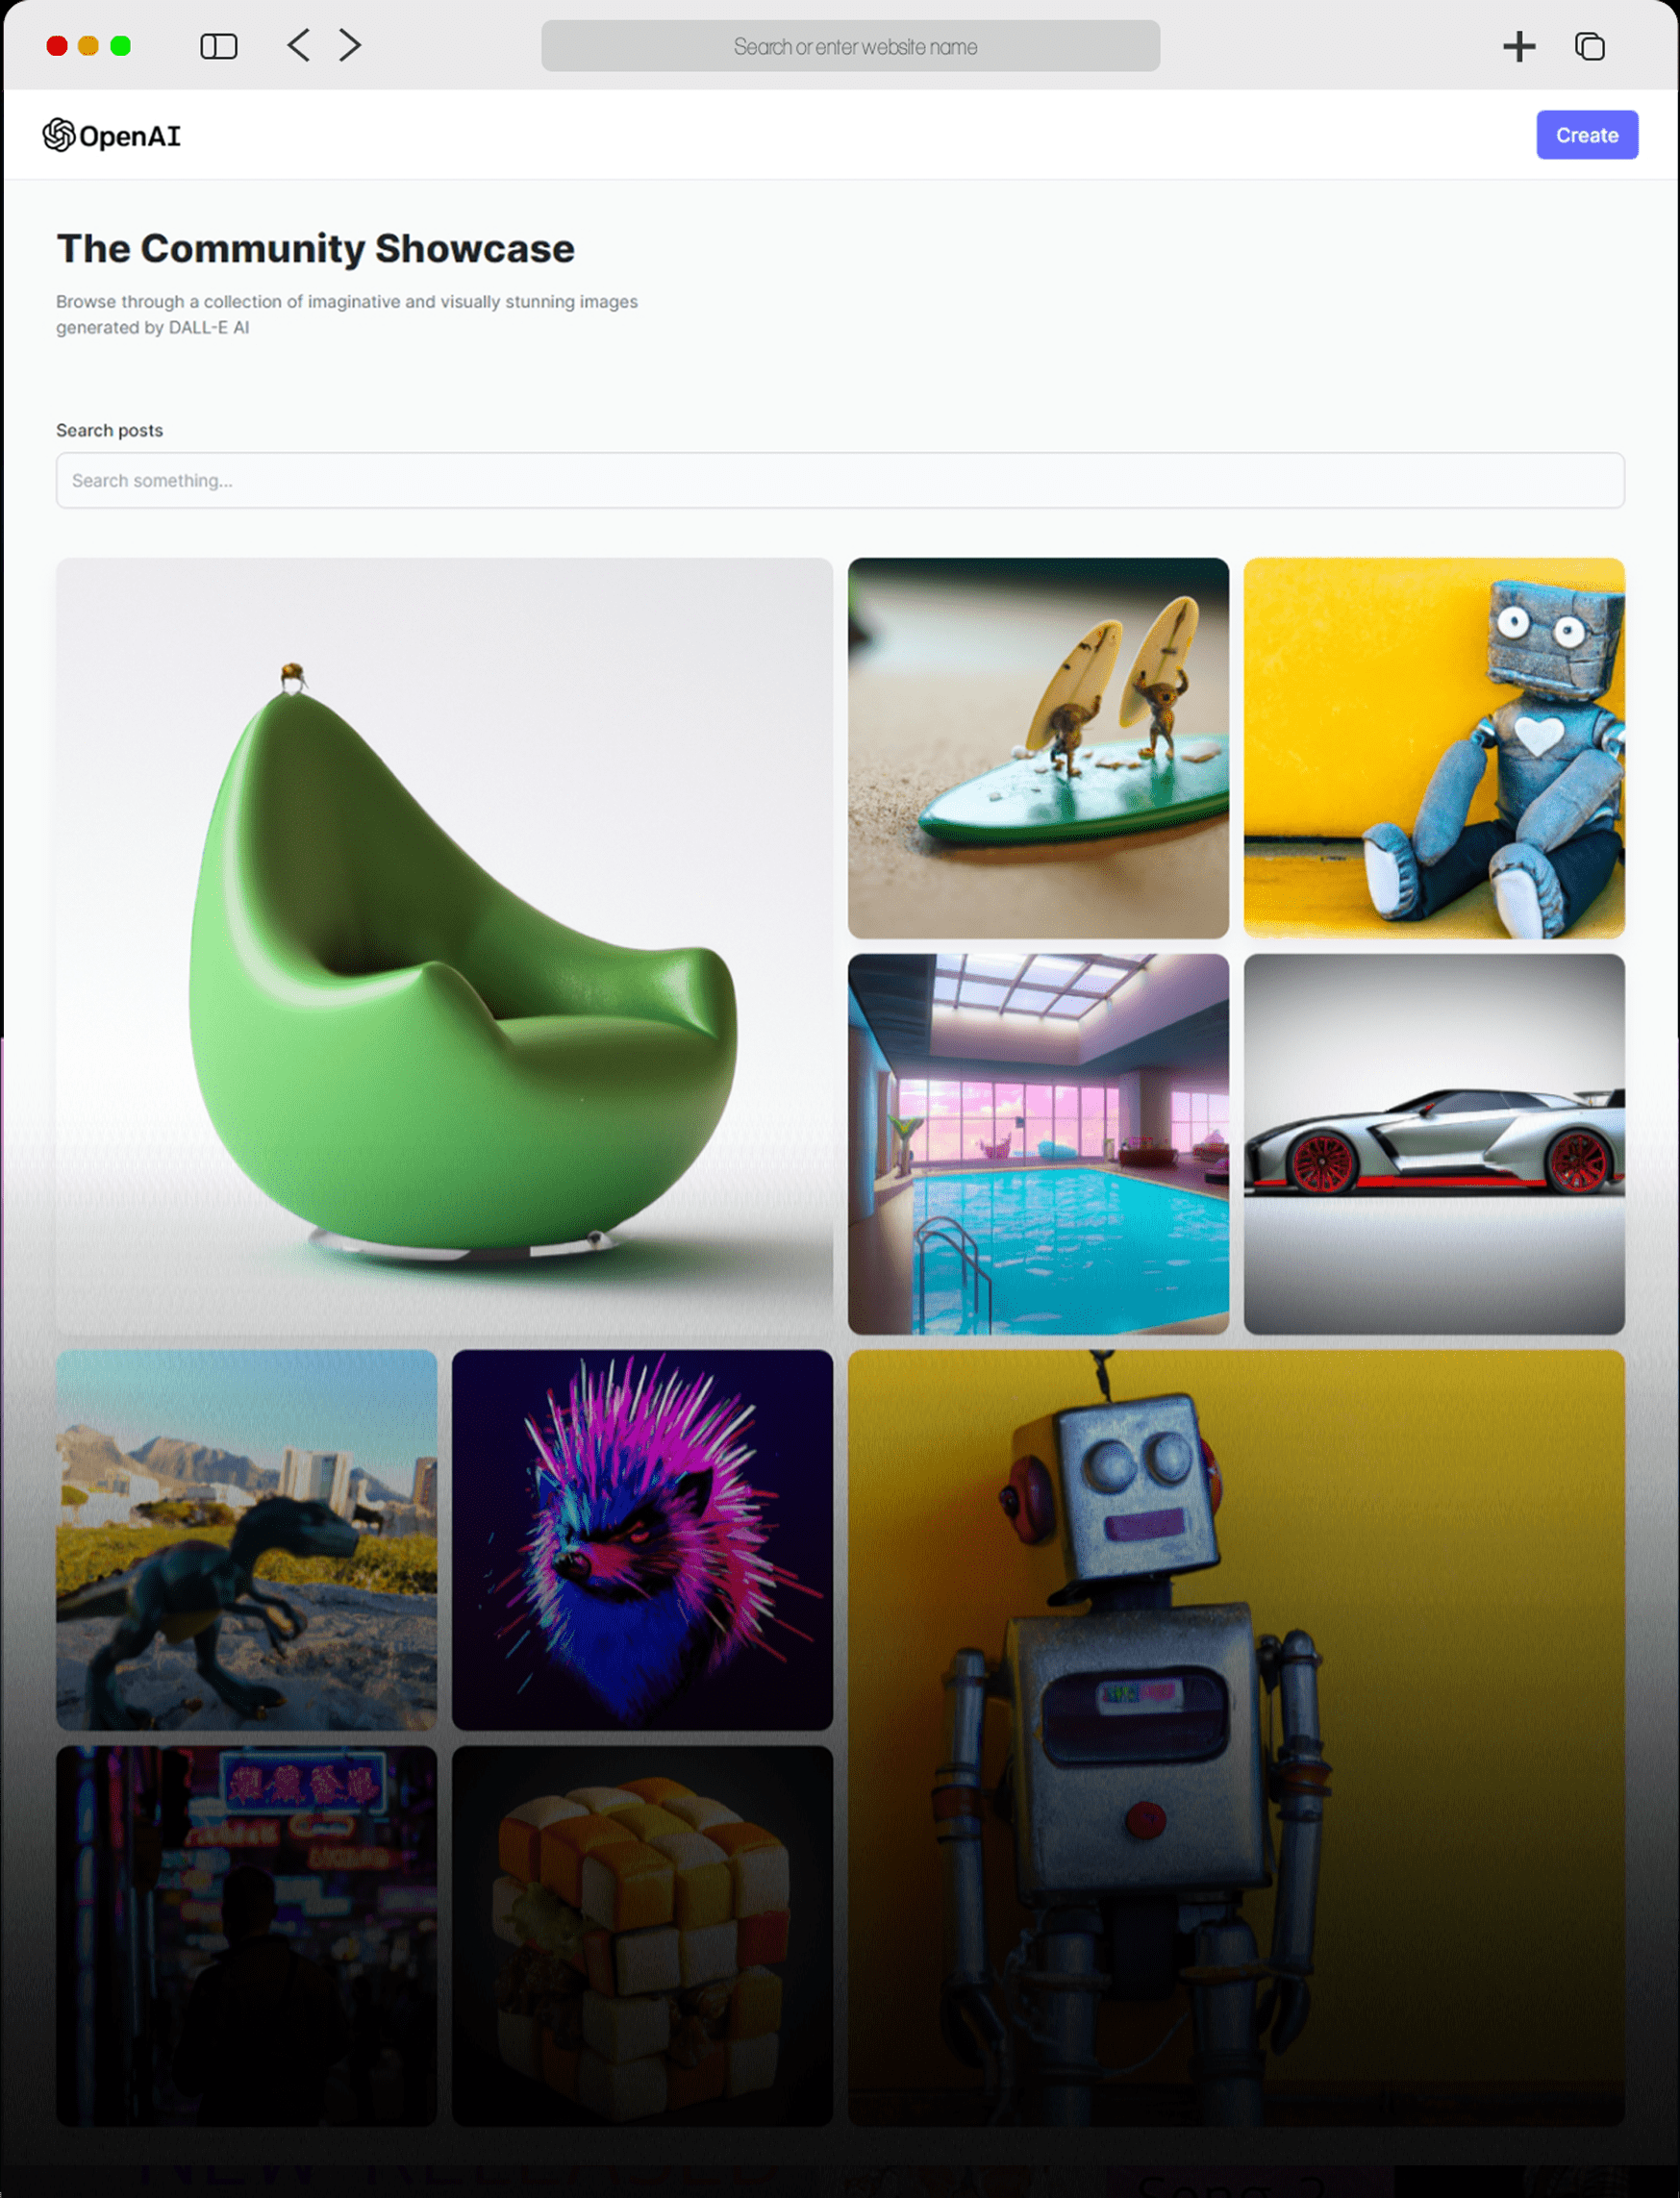 Search or enter website name
OpenAI
Create
The Community Showcase
Browse through a collection of imaginative and visually stunning images
generated by DALL-E AI
Search posts
Search something...